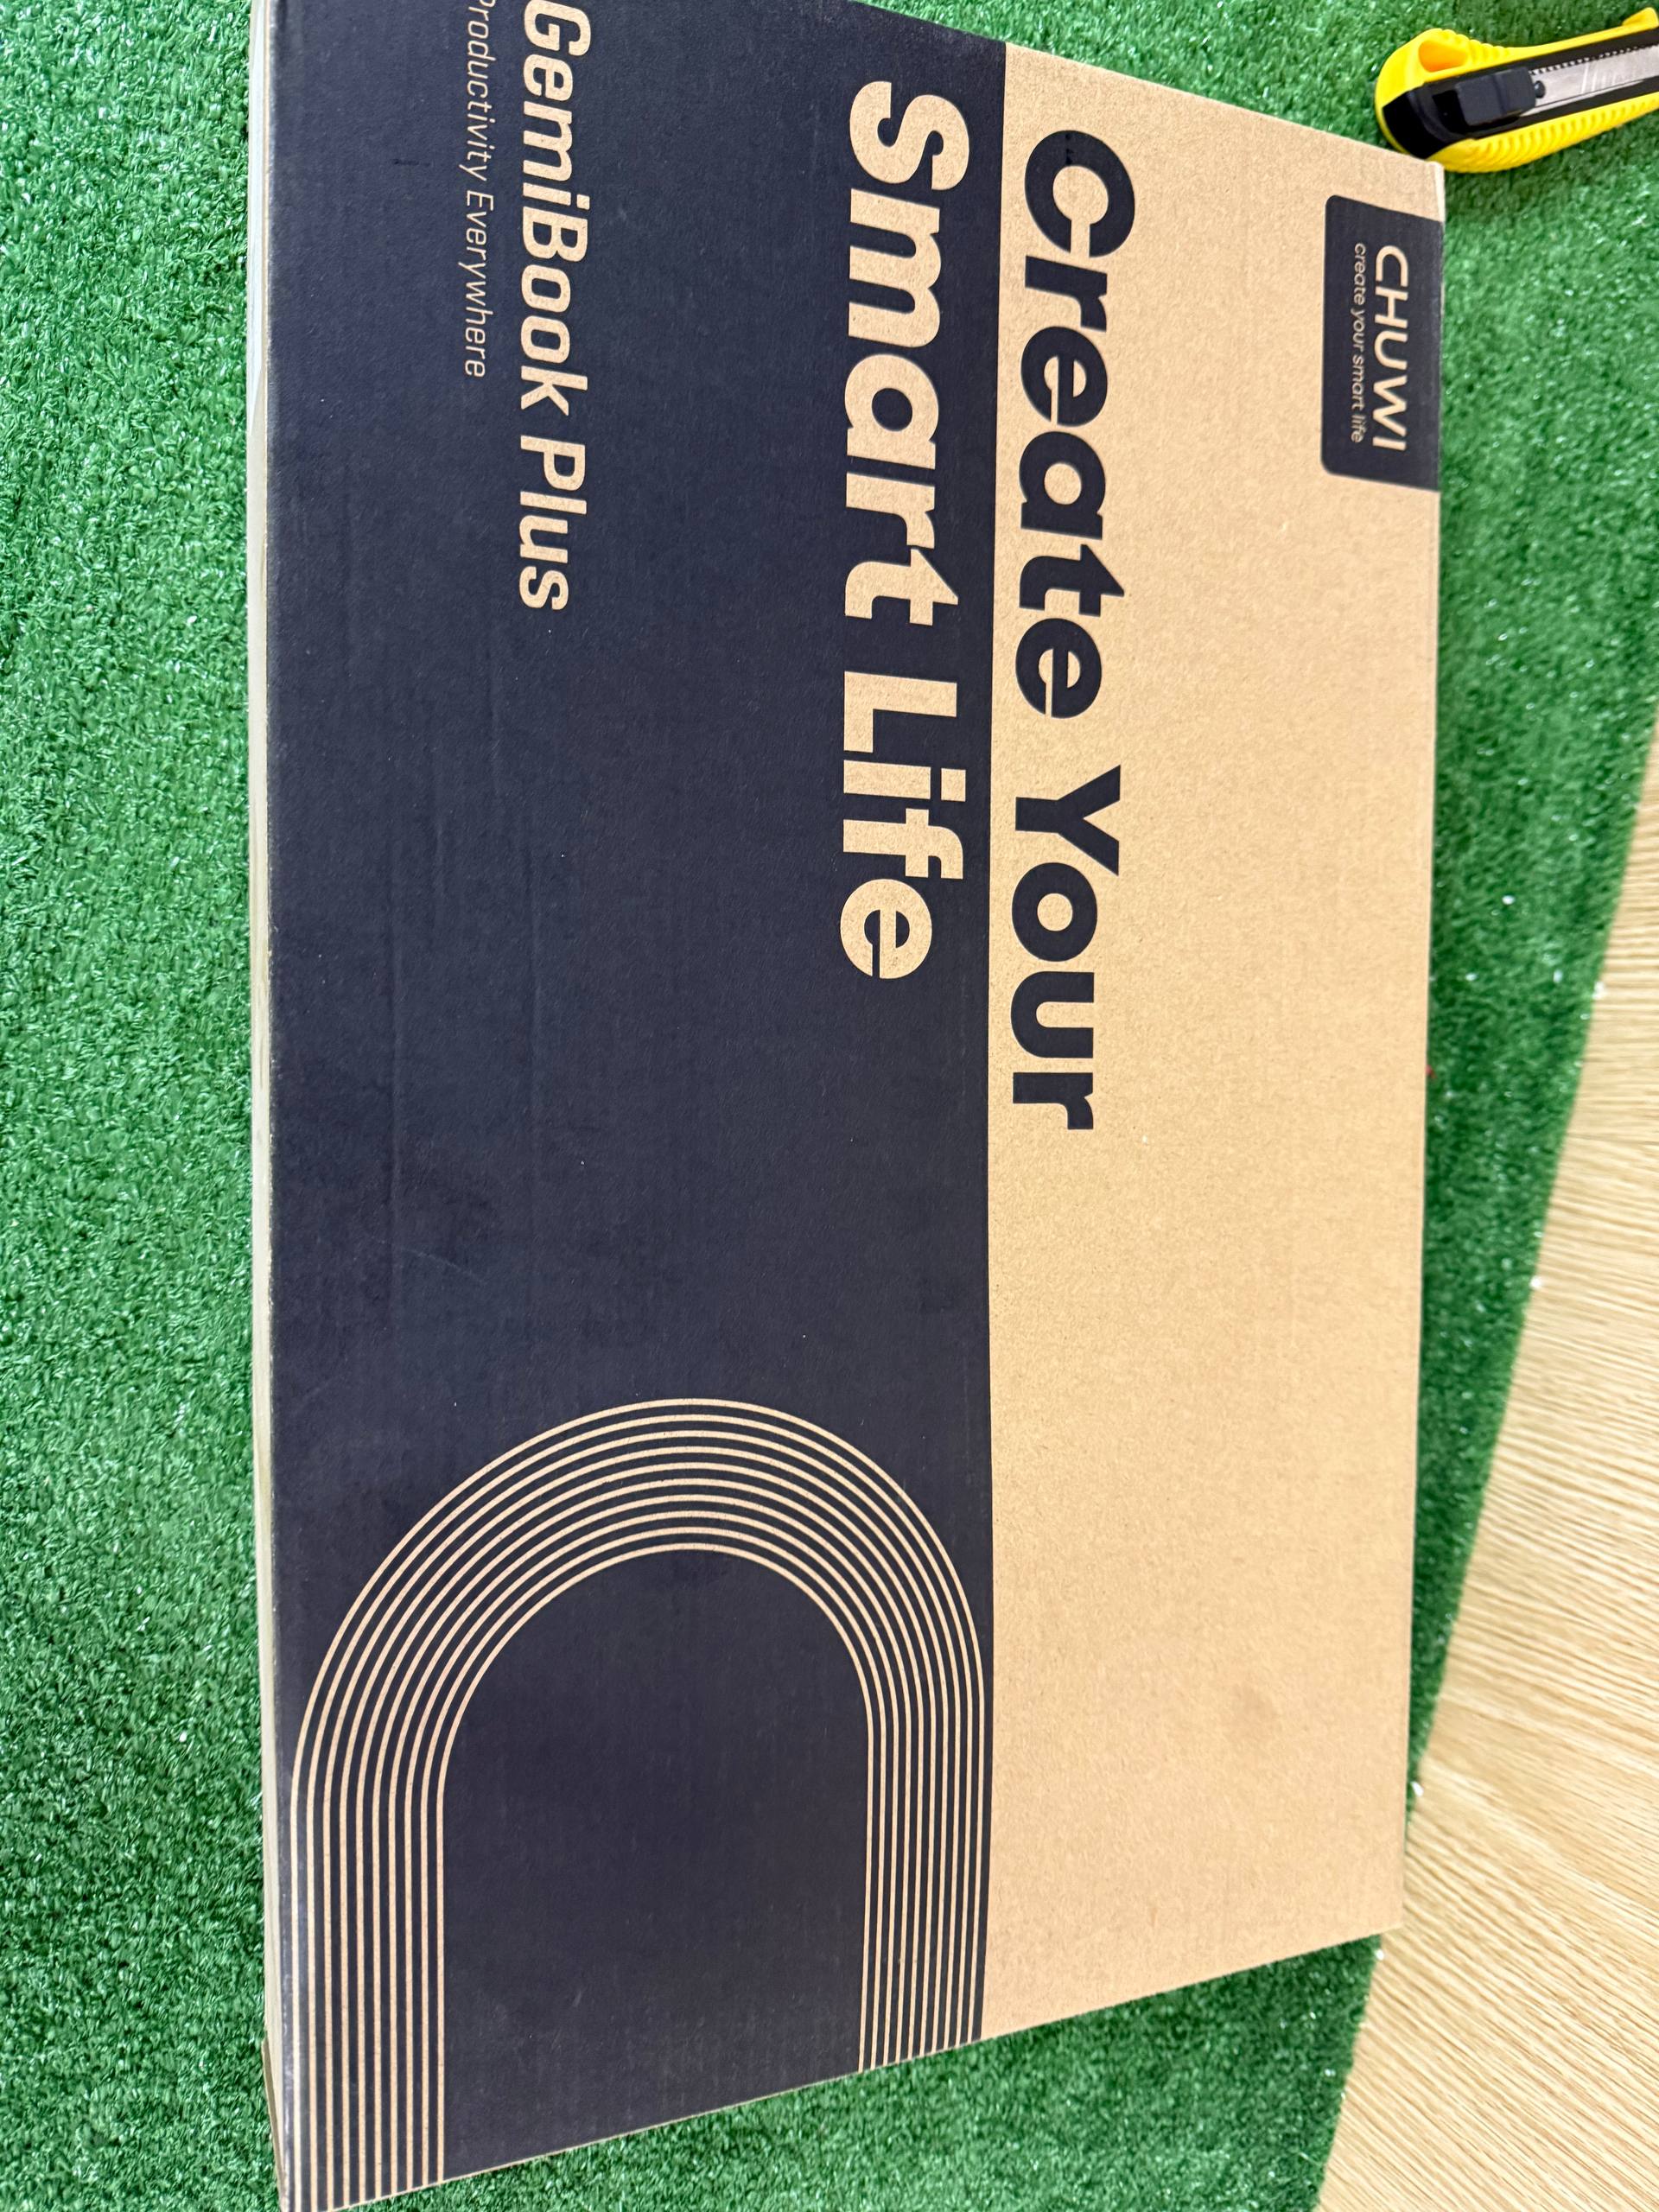 CHUWI
create your smart life
Create Your
Smart Life
GemiBook Plus
Productivity Everywhere